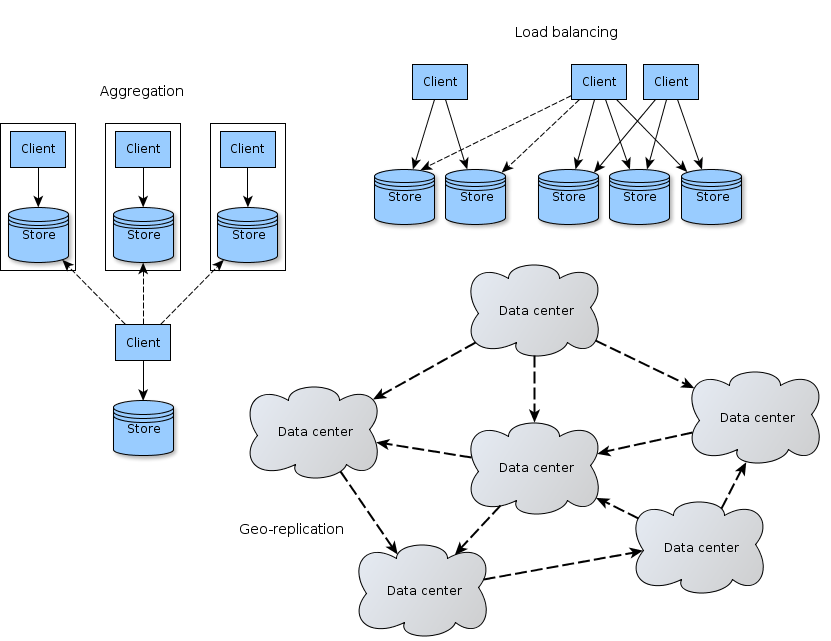 Load balancing
Client
Client
Client
Store
Store
Store
Store
Store
Aggregation
Client
Client
Client
Store
Store
Store
Client
Store
Data center
Data center
Data center
Data center
Geo-replication
Data center
Data center